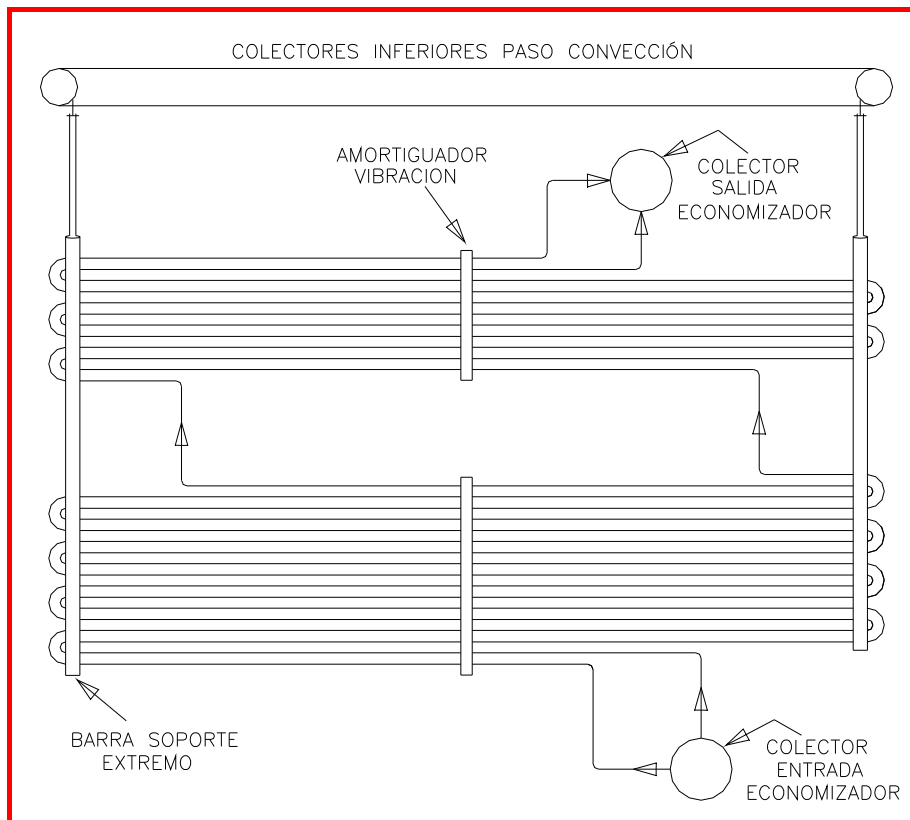 COLECTORES INFERIORES PASO CONVECCIÓN
AMORTIGUADOR
VIBRACION
COLECTOR
SALIDA
ECONOMIZADOR
BARRA SOPORTE
EXTREMO
COLECTOR
ENTRADA
ECONOMIZADOR